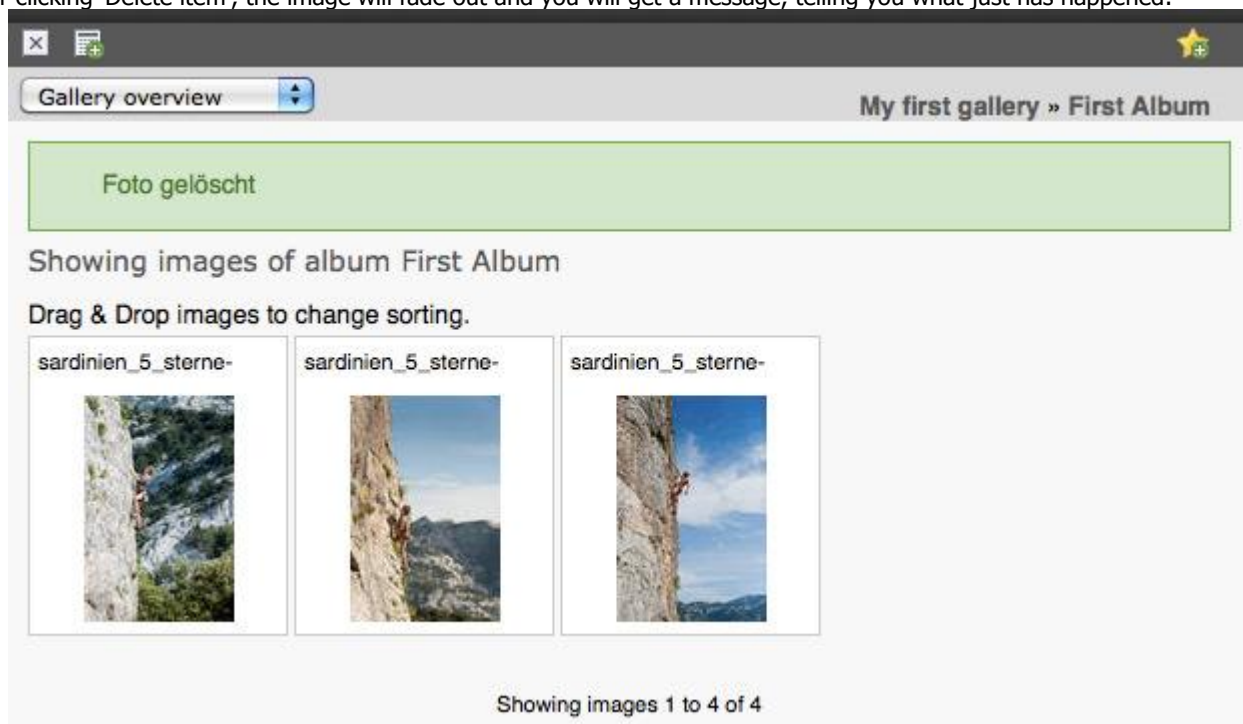 clicking 'Delete item', the image will fade out and you will get a message, telling you what just has happened:
Gallery overview
My first gallery » First Album
Foto gelöscht
Showing images of album First Album
Drag & Drop images to change sorting.
sardinien_5_sterne-
sardinien_5_sterne-
sardinien_5_sterne-
Showing images 1 to 4 of 4